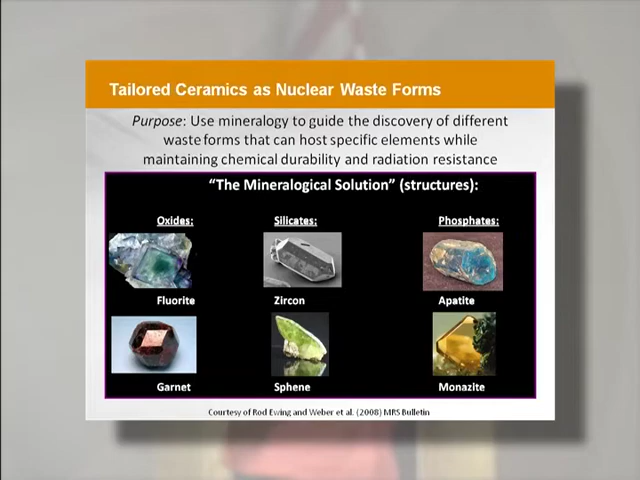 Tailored Ceramics as Nuclear Waste Forms
Purpose: Use mineralogy to guide the discovery of different
waste forms that can host specific elements while
maintaining chemical durability and radiation resistance
“The Mineralogical Solution” (structures):
Oxides: Silicates: Phosphates:
Fluorite Zircon Apatite
Garnet Sphene Monazite
Courtesy of Rod Ewing and Weber et al. (2008) MRS Bulletin